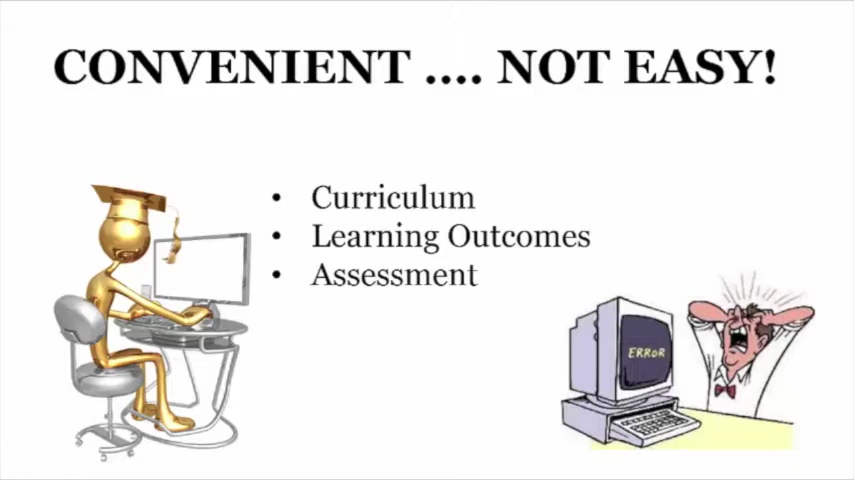 CONVENIENT .... NOT EASY!
• Curriculum
• Learning Outcomes
• Assessment
ERROR